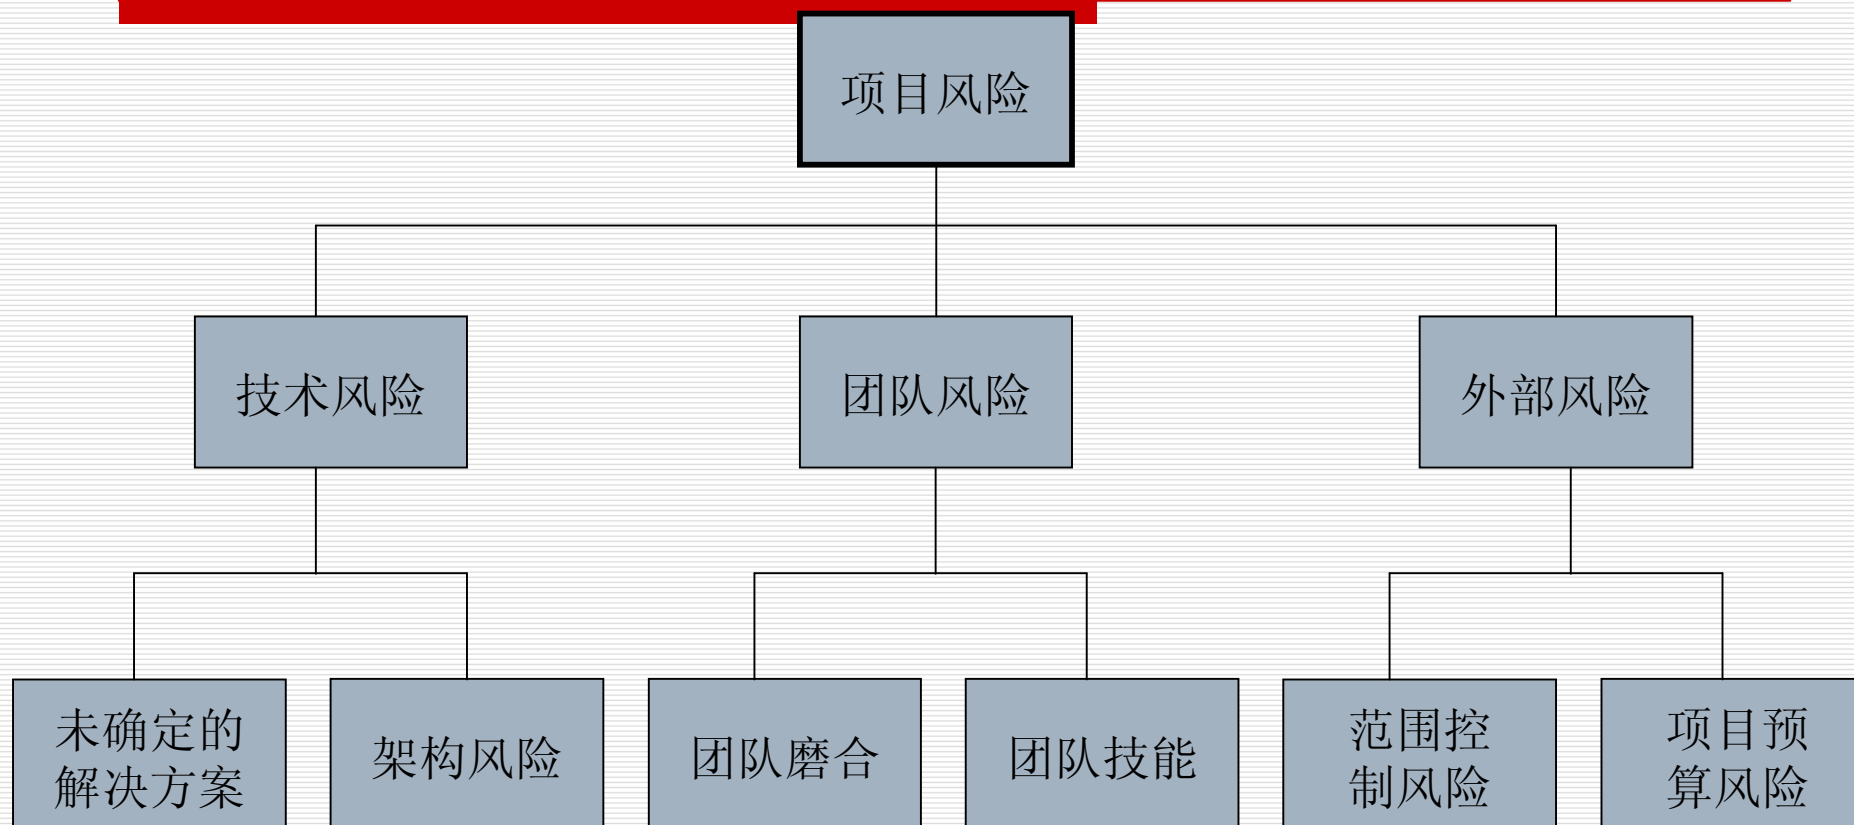 项目风险
技术风险
团队风险
外部风险
未确定的
解决方案
架构风险
团队磨合
团队技能
范围控
制风险
项目预
算风险